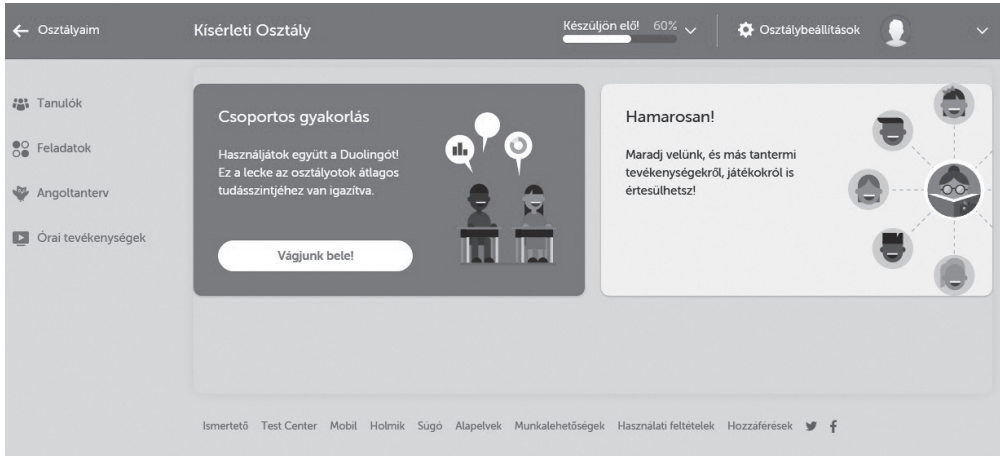 Osztályaim
Kísérleti Osztály
Készüljön elő! 60%
Osztálybeállítások
Tanulók
Feladatok
Angoltanterv
Órai tevékenységek
Csoportos gyakorlás
Használjátok együtt a Duolingót!
Ez a lecke az osztályotok átlagos
tudásszintjéhez van igazítva.
Vágjunk bele!
Hamarosan!
Maradj velünk, és más tantermi
tevékenységekről, játékokról is
értesülhetsz!
Ismertető Test Center Mobil Holmik Súgó Alapelvek Munkalehetőségek Használati feltételek Hozzáférések